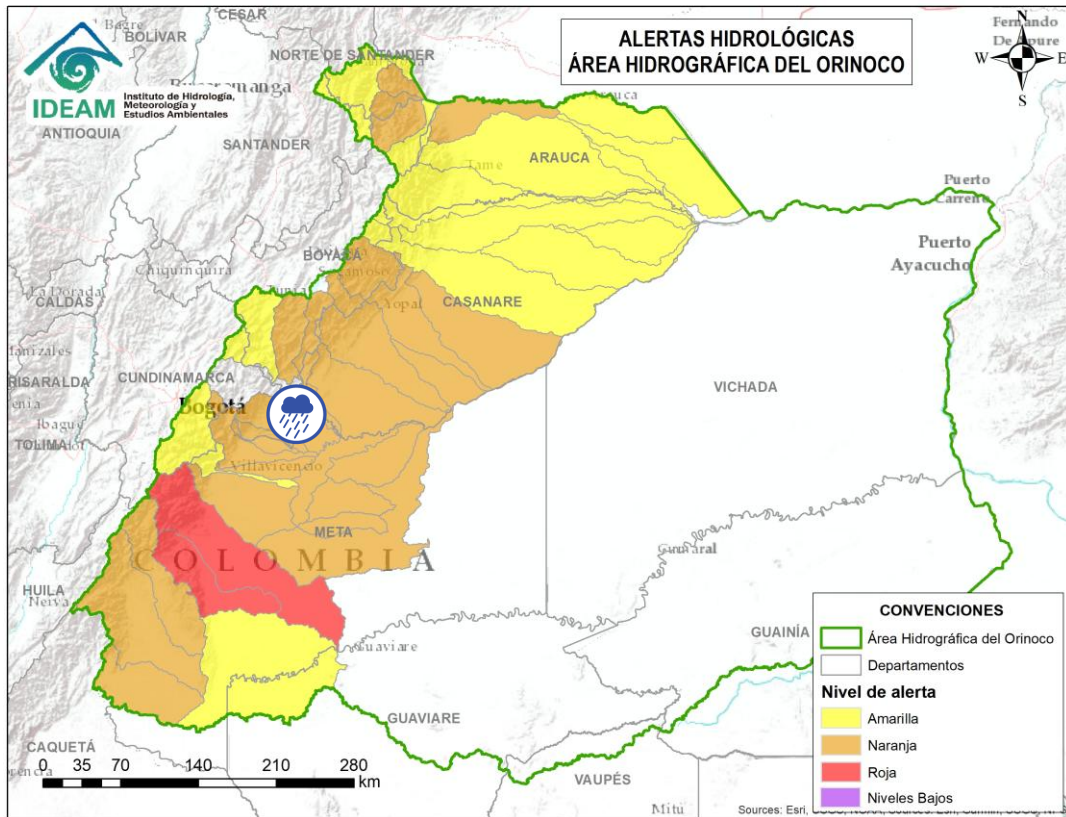 ALERTAS HIDROLÓGICAS
ÁREA HIDROGRÁFICA DEL ORINOCO
N
W E
S
IDEAM
Instituto de Hidrología,
Meteorología y
Estudios Ambientales
CESAR
BOLÍVAR
NORTE DE SANTANDER
Fernando
De Apure
ANTIOQUIA
SANTANDER
ARAUCA
Tame
Puerto
Carreño
Puerto
Ayacucho
BOYACÁ
Chiquinquira
La Dorada
CALDAS
Yopal
CASANARE
RISARALDA
CUNDINAMARCA
VICHADA
Bogotá
Ibagué
TOLIMA
Villavicencio
META
COLOMBIA
HUILA
Neiva
Guaviare
GUAINÍA
GUAVIARE
CAQUETÁ
VAUPÉS
Mitú
0 35 70 140 210 280
km
CONVENCIONES
Área Hidrográfica del Orinoco
Departamentos
Nivel de alerta
Amarilla
Naranja
Roja
Niveles Bajos
Sources: Esri,